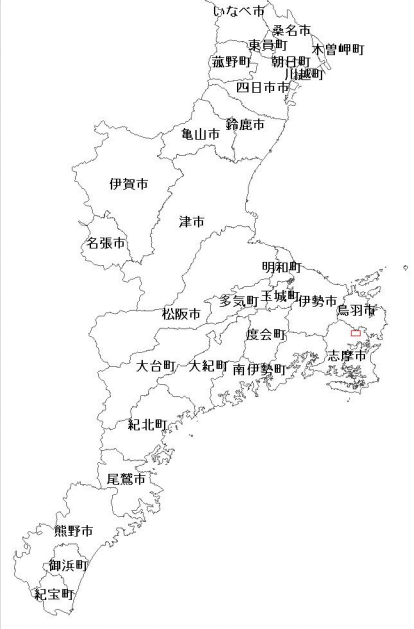 いなべ市
桑名市
東員町
木曽岬町
菰野町
朝日町
川越町
四日市市
鈴鹿市
亀山市
伊賀市
津市
名張市
明和町
多気町
玉城町
伊勢市
鳥羽市
松阪市
度会町
志摩市
大台町
大紀町
南伊勢町
紀北町
尾鷲市
熊野市
御浜町
紀宝町